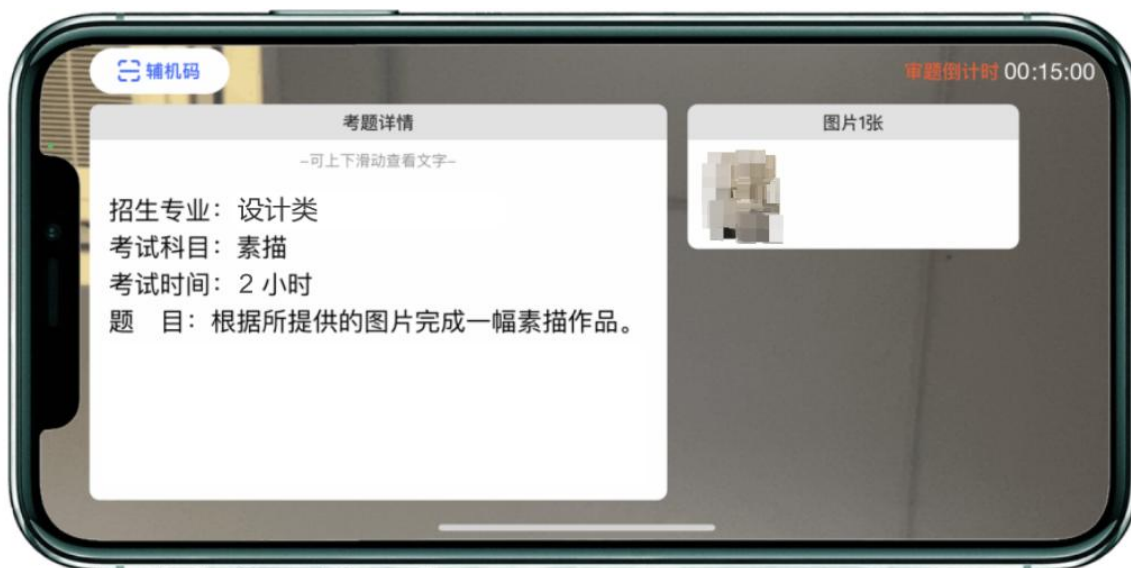 辅机码
审题倒计时 00:15:00
考题详情
–可上下滑动查看文字–
招生专业：设计类
考试科目：素描
考试时间：2 小时
题　目：根据所提供的图片完成一幅素描作品。
图片1张